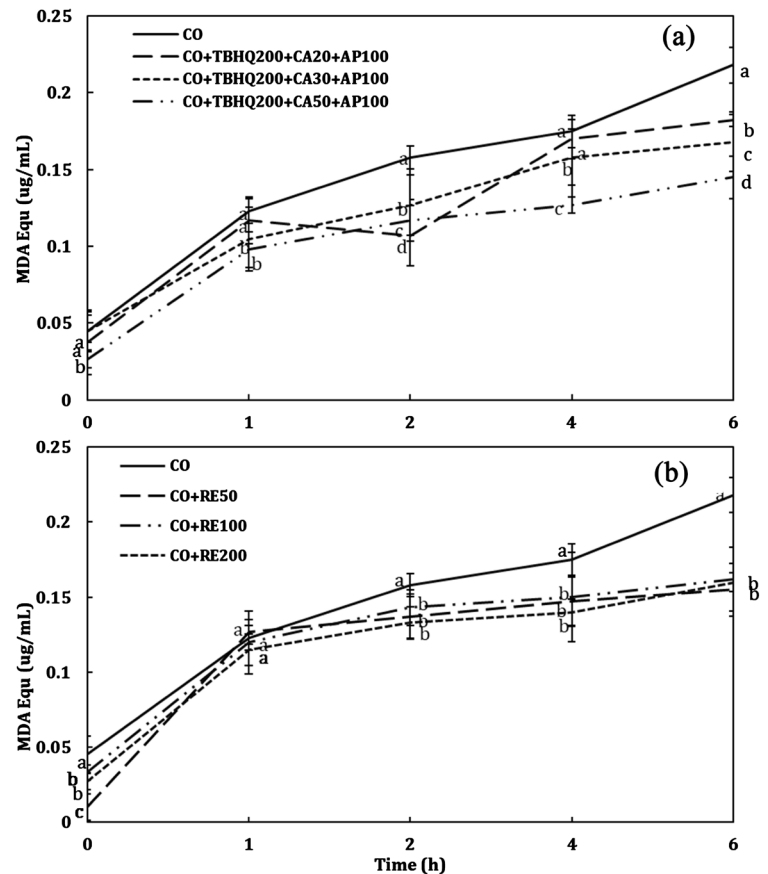 (a)
CO
CO+TBHQ200+CA20+AP100
CO+TBHQ200+CA30+AP100
CO+TBHQ200+CA50+AP100
MDA Equ (ug/mL)
0.25
0.2
0.15
0.1
0.05
0
a
a
b
a
a
b
b
a
b
c
d
a
a
b
c
a
b
c
d
0 1 2 4 6
(b)
CO
CO+RE50
CO+RE100
CO+RE200
MDA Equ (ug/mL)
0.25
0.2
0.15
0.1
0.05
0
a
b
b
c
a
a
a
a
b
b
b
a
b
b
b
a
b
b
0 1 2 4 6
Time (h)